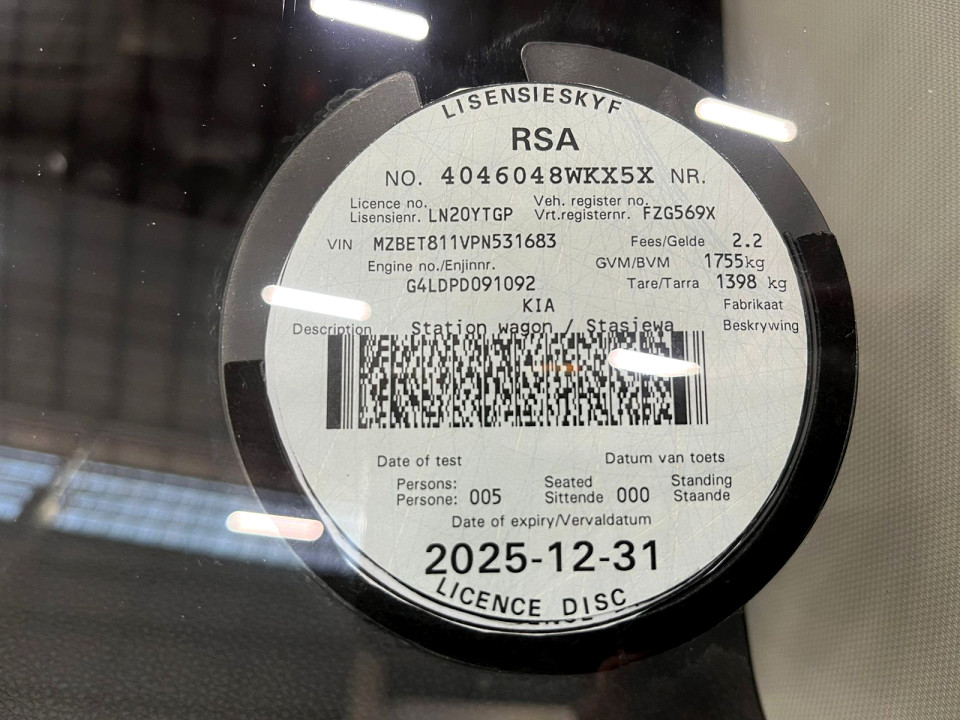 LISENSIESKYF
RSA
NO. 4046048WKX5X NR.
Licence no. Veh. register no.
Lisensienr. LN20YTGP Vrt.registernr. FZG569X
VIN MZBET811VPN531683 Fees/Gelde 2.2
Engine no./Enjinnr. GVM/BVM 1755kg
G4LDPD091092 Tare/Tarra 1398 kg
KIA Fabrikaat
Description Station wagon / Stasiewa Beskrywing
Date of test Datum van toets
Persons: Seated Standing
Persone: 005 Sittende 000 Staande
Date of expiry/Vervaldatum
2025-12-31
LICENCE DISC